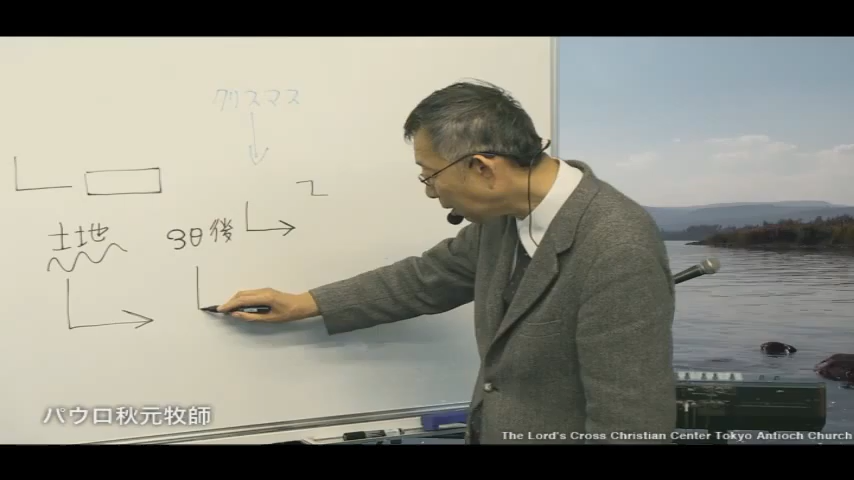 クリスマス
土地
3日後
パウロ秋元牧師
The Lord's Cross Christian Center Tokyo Antioch Church